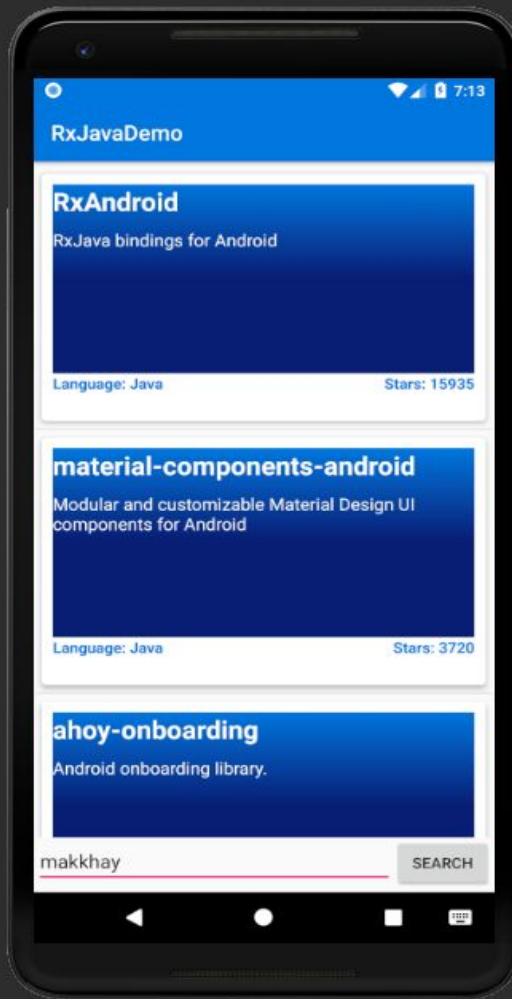 7:13
RxJavaDemo
RxAndroid
RxJava bindings for Android
Language: Java Stars: 15935
material-components-android
Modular and customizable Material Design UI
components for Android
Language: Java Stars: 3720
ahoy-onboarding
Android onboarding library.
makkhay SEARCH